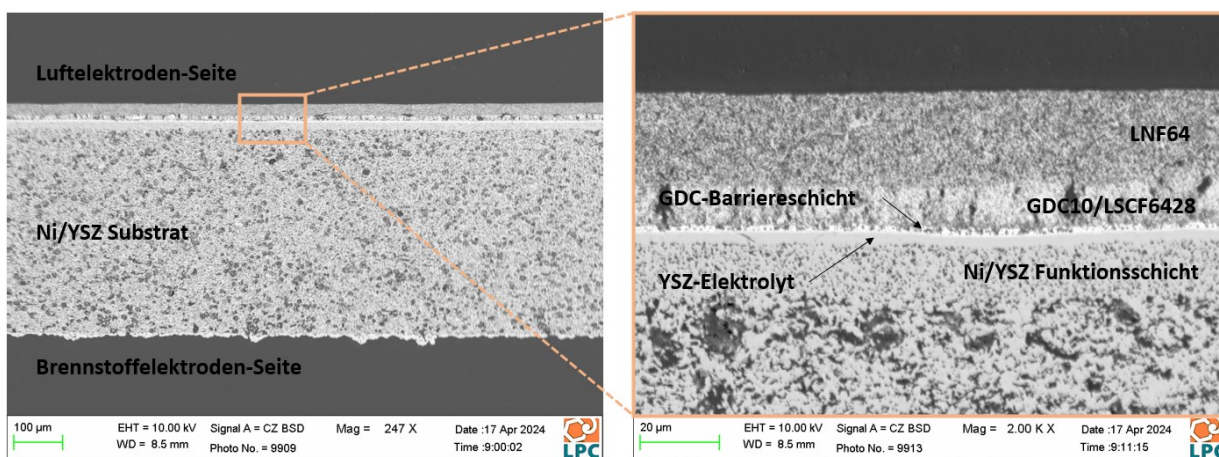 Luftelektroden-Seite
Ni/YSZ Substrat
Brennstoffelektroden-Seite
100 µm
EHT = 10.00 kV
Signal A = CZ BSD
Mag = 247 X
Date :17 Apr 2024
WD = 8.5 mm
Photo No. = 9909
Time :9:00:02
LPC
LNF64
GDC-Barriereschicht
GDC10/LSCF6428
YSZ-Elektrolyt
Ni/YSZ Funktionsschicht
20 µm
EHT = 10.00 kV
Signal A = CZ BSD
Mag = 2.00 K X
Date :17 Apr 2024
WD = 8.5 mm
Photo No. = 9913
Time :9:11:15
LPC